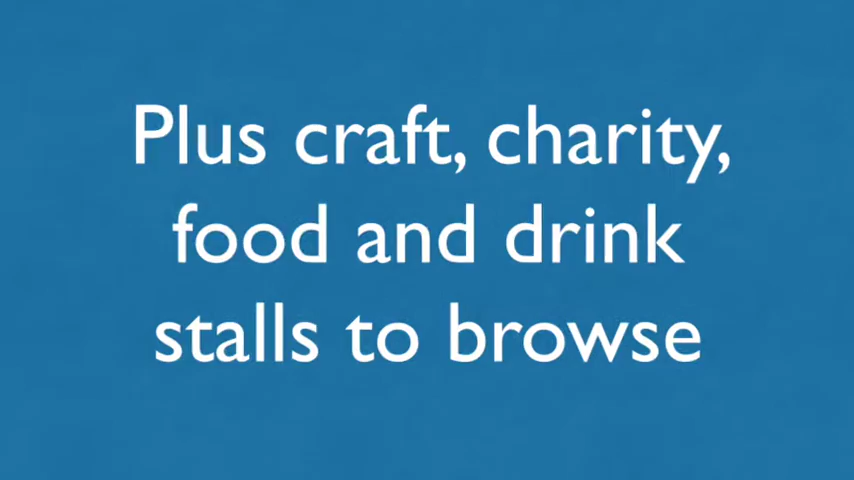 Plus craft, charity,
food and drink
stalls to browse